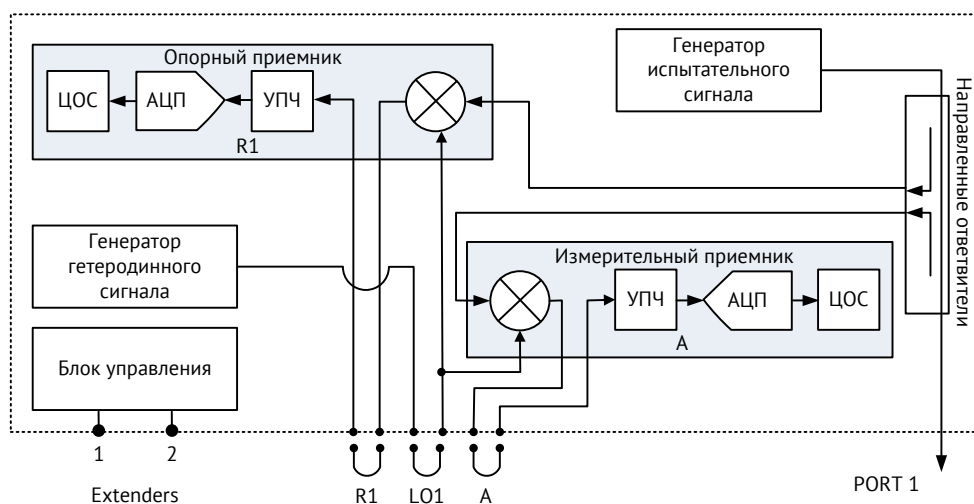 Опорный приемник
ЦОС
АЦП
УПЧ
R1
Генератор
испытательного
сигнала
Направленные ответвители
Генератор
гетеродинного
сигнала
Измерительный приемник
УПЧ
АЦП
ЦОС
A
Блок управления
1
2
Extenders
R1
LO1
A
PORT 1